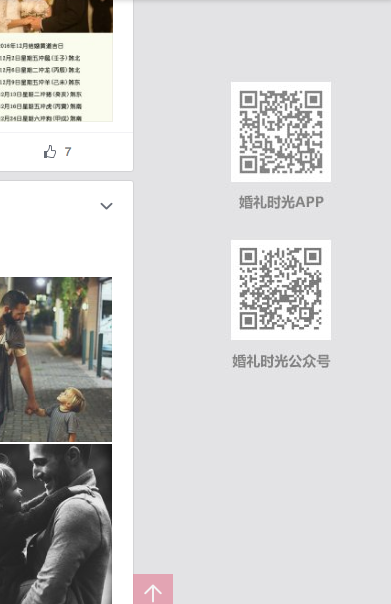 2016年12月结婚黄道吉日
12月2日星期五冲鼠(壬子)煞北
12月6日星期二冲龙(丙辰)煞北
12月9日星期五冲羊(己未)煞东
12月13日星期二冲猪(癸亥)煞东
12月16日星期五冲虎(丙寅)煞南
12月24日星期六冲狗(甲戌)煞南
7
婚礼时光APP
婚礼时光公众号